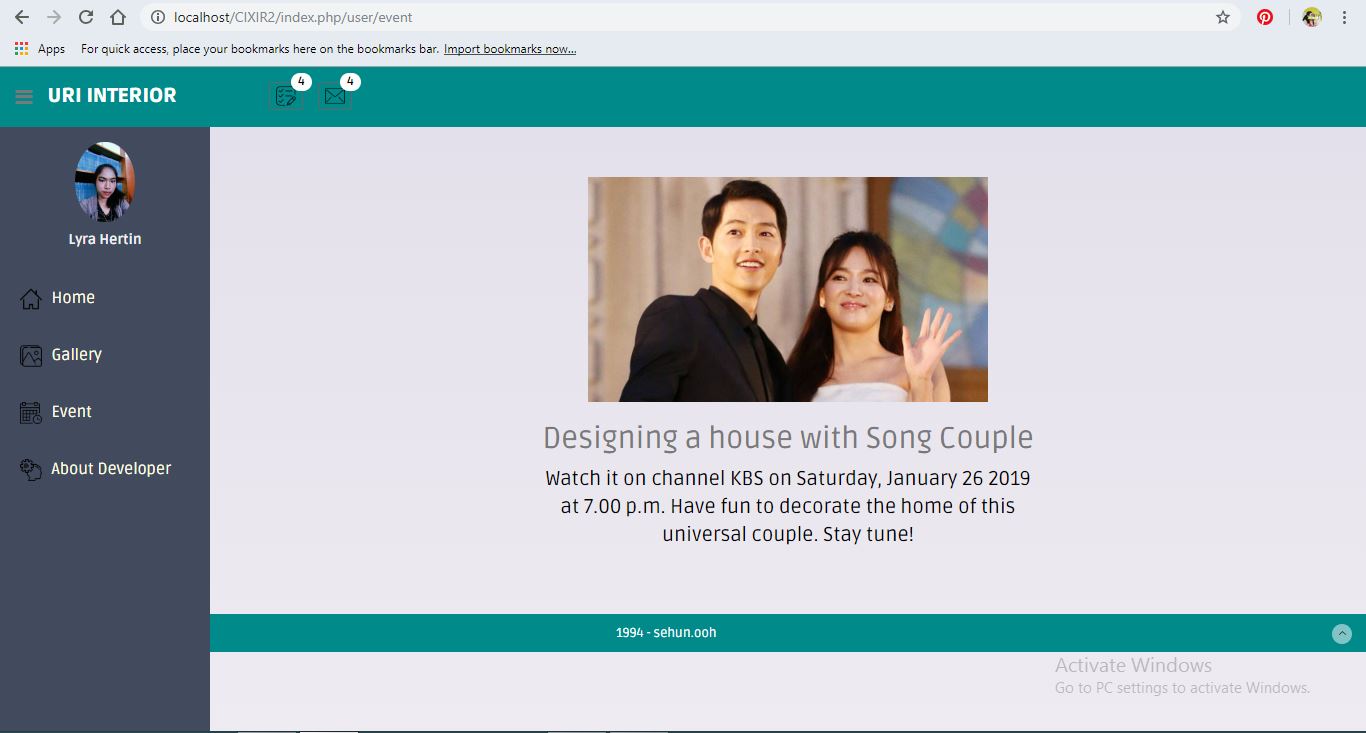 localhost/CIXIR2/index.php/user/event
Apps For quick access, place your bookmarks here on the bookmarks bar. Import bookmarks now...
URI INTERIOR 4 4
Lyra Hertin
Home
Gallery
Event
About Developer
Designing a house with Song Couple
Watch it on channel KBS on Saturday, January 26 2019
at 7.00 p.m. Have fun to decorate the home of this
universal couple. Stay tune!
1994 - sehun.ooh
Activate Windows
Go to PC settings to activate Windows.